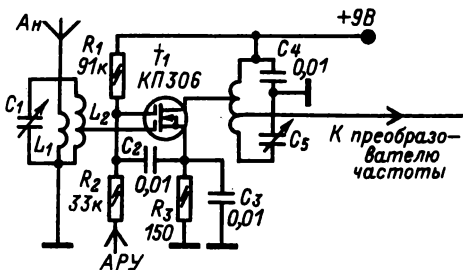 Ан
+9В
R1
91к
t1
КП306
C4
0,01
C1
L2
L1
C2
0,01
C5
К преобразо-
вателю
частоты
R2
33к
R3
150
C3
0,01
АРУ